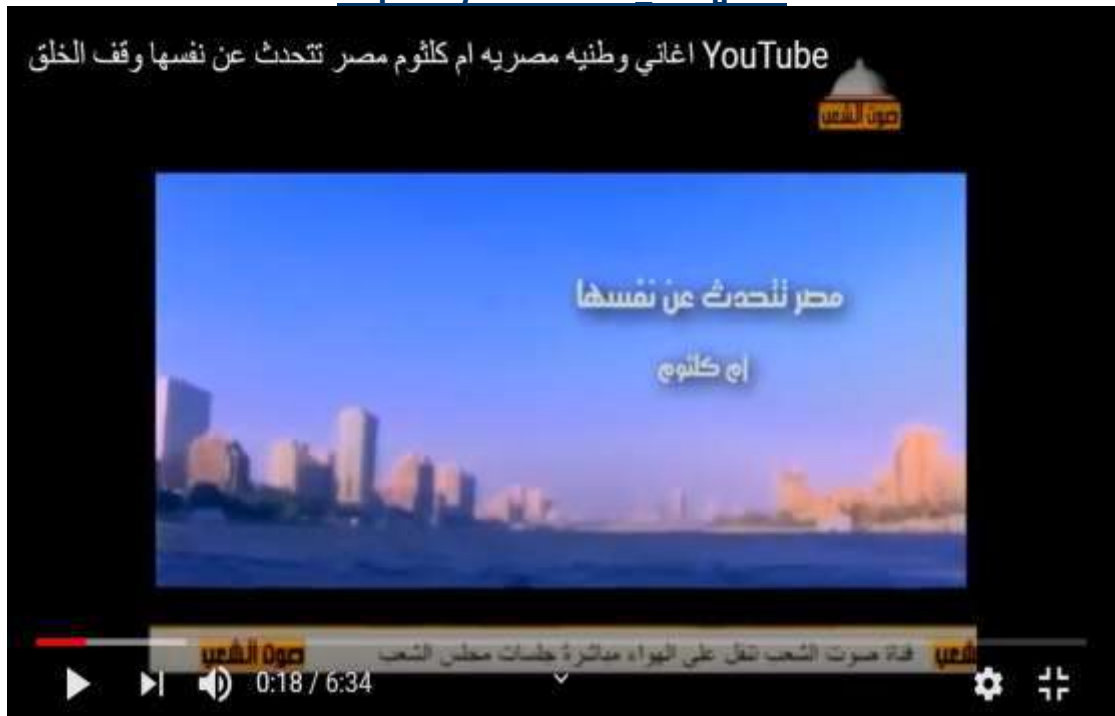 YouTube اغاني وطنيه مصريه ام كلثوم مصر تتحدث عن نفسها وقف الخلق
صوت الشعب
مصر تتحدث عن نفسها
أم كلثوم
شعب قناة صوت الشعب تنقل على الهواء مباشرة جلسات مجلس الشعب صوت الشعب
0:18 / 6:34